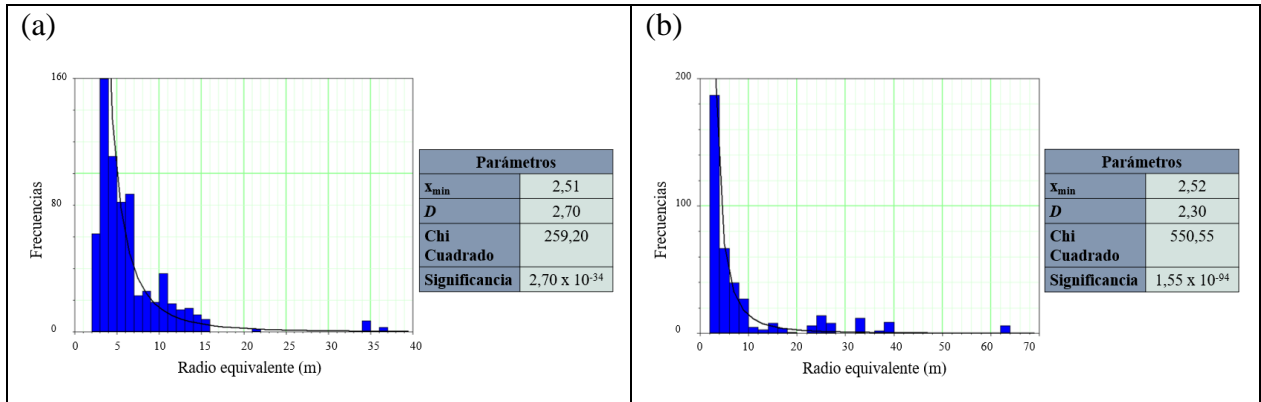 (a)
160
80
0
Frecuencias
0 5 10 15 20 25 30 35 40
Radio equivalente (m)
Parámetros
x_min 2,51
D 2,70
Chi Cuadrado 259,20
Significancia 2,70 x 10^-34
(b)
200
100
0
Frecuencias
0 10 20 30 40 50 60 70
Radio equivalente (m)
Parámetros
x_min 2,52
D 2,30
Chi Cuadrado 550,55
Significancia 1,55 x 10^-94